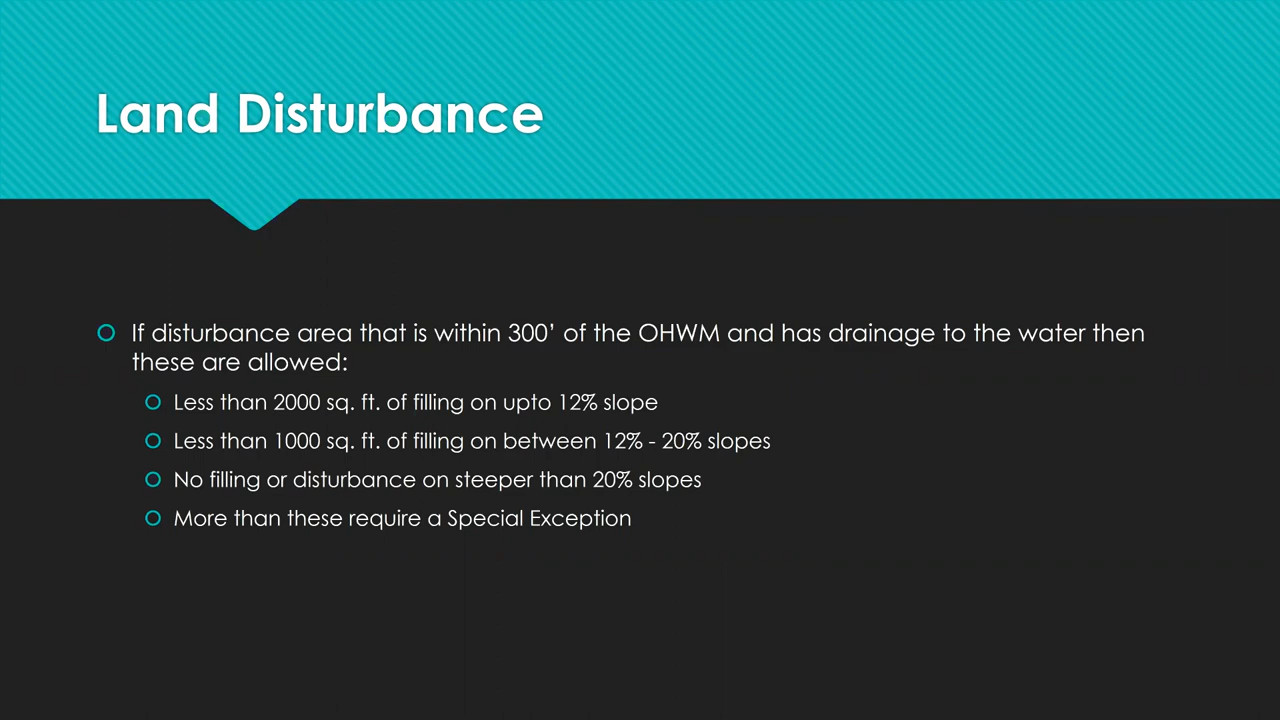 Land Disturbance
If disturbance area that is within 300’ of the OHWM and has drainage to the water then
these are allowed:
Less than 2000 sq. ft. of filling on upto 12% slope
Less than 1000 sq. ft. of filling on between 12% - 20% slopes
No filling or disturbance on steeper than 20% slopes
More than these require a Special Exception